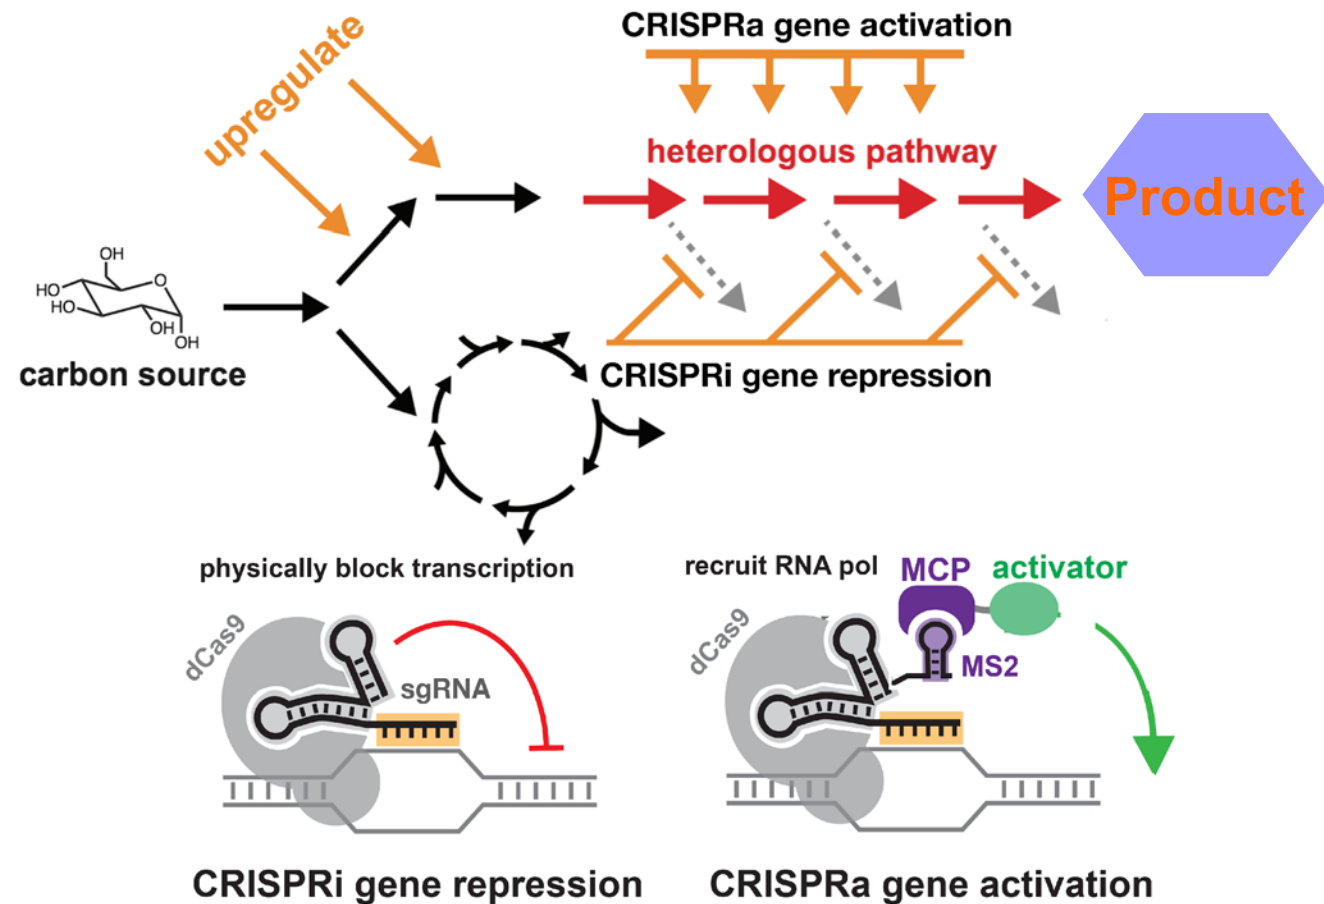 CRISPRa gene activation
upregulate
heterologous pathway
Product
OH
O
HO
HO
OH
OH
carbon source
CRISPRi gene repression
physically block transcription
recruit RNA pol
MCP
activator
dCas9
sgRNA
dCas9
MS2
CRISPRi gene repression
CRISPRa gene activation